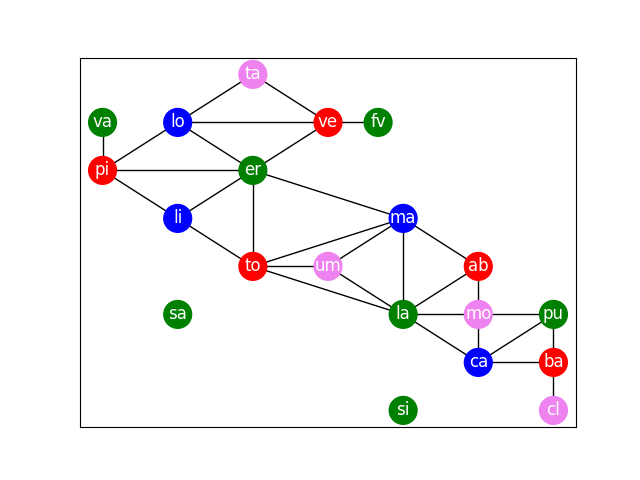 ta
va lo ve fv
pi er
li ma
to um ab
sa la mo pu
ca ba
si cl